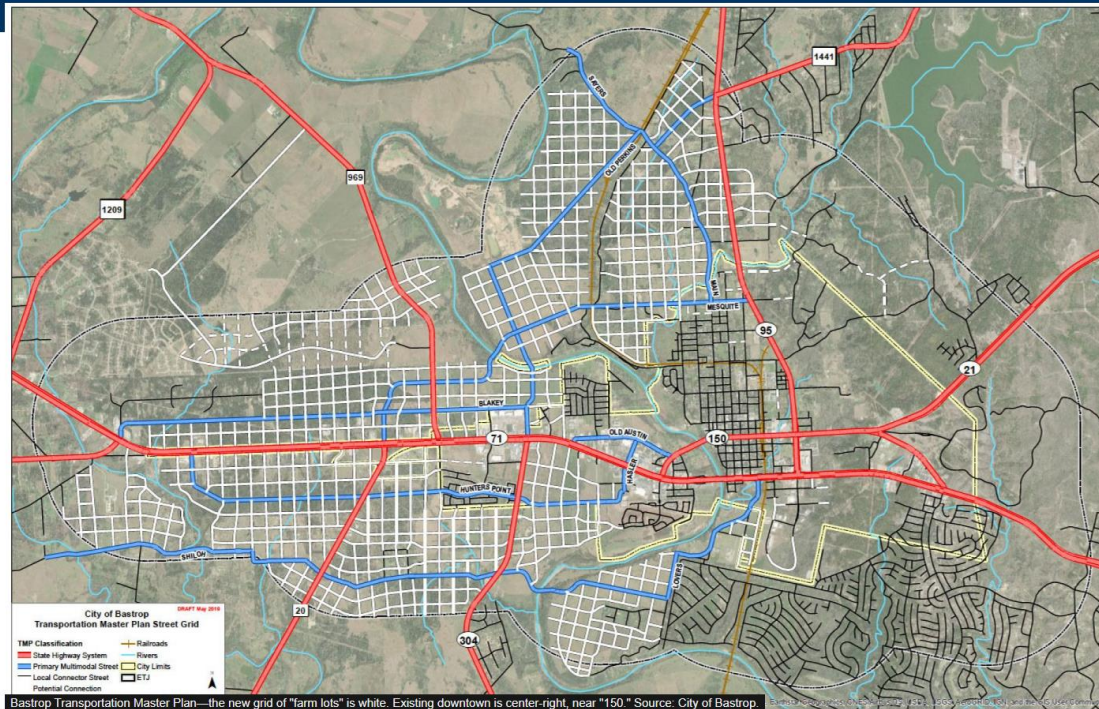 1441
SAYERS
OLD PERKINS
969
1209
MAIN
MESQUITE
95
21
BLAKEY
71
OLD AUSTIN
150
HASLER
HUNTERS POINT
SHILOH
LOVERS
20
304
City of Bastrop
DRAFT May 2019
Transportation Master Plan Street Grid
TMP Classification
State Highway System
Primary Multimodal Street
Local Connector Street
Potential Connection
Railroads
Rivers
City Limits
ETJ
N
Bastrop Transportation Master Plan—the new grid of "farm lots" is white. Existing downtown is center-right, near "150." Source: City of Bastrop.